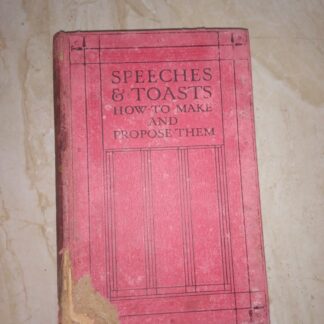 SPEECHES
& TOASTS
HOW TO MAKE
AND
PROPOSE THEM